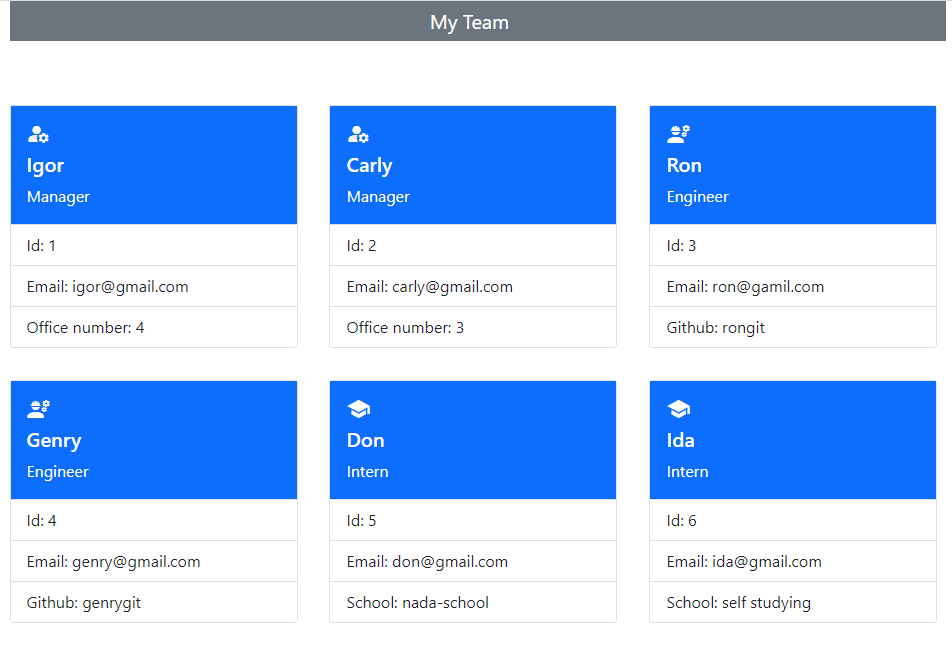 My Team
Igor
Manager
Id: 1
Email: igor@gmail.com
Office number: 4
Carly
Manager
Id: 2
Email: carly@gmail.com
Office number: 3
Ron
Engineer
Id: 3
Email: ron@gamil.com
Github: rongit
Genry
Engineer
Id: 4
Email: genry@gmail.com
Github: genrygit
Don
Intern
Id: 5
Email: don@gmail.com
School: nada-school
Ida
Intern
Id: 6
Email: ida@gmail.com
School: self studying